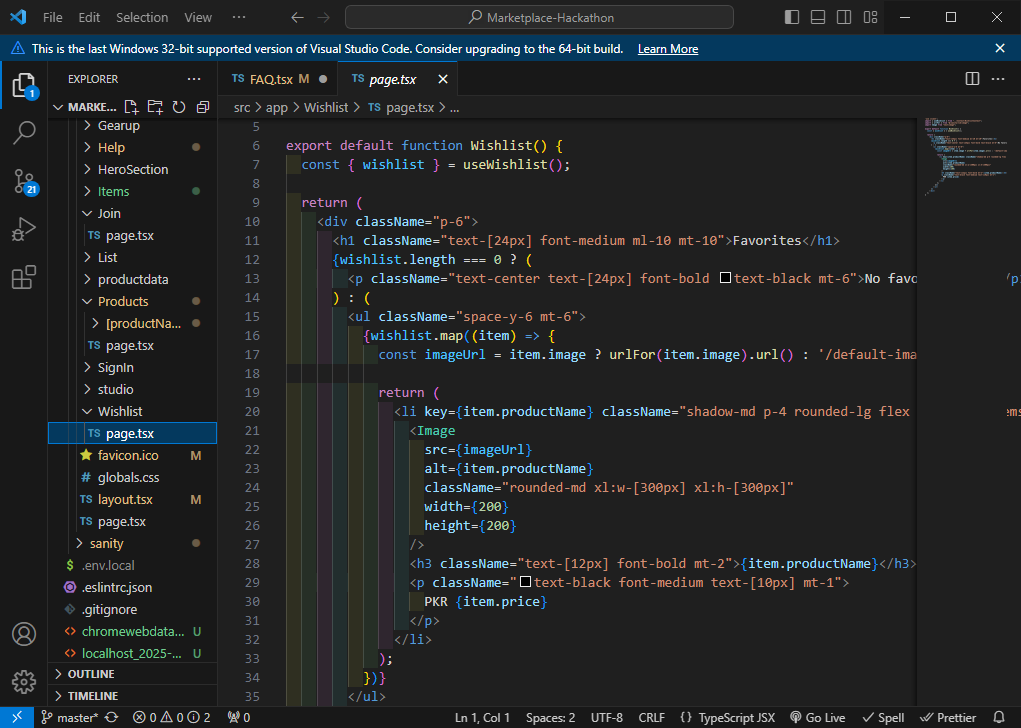 File Edit Selection View ··· Marketplace-Hackathon
This is the last Windows 32-bit supported version of Visual Studio Code. Consider upgrading to the 64-bit build. Learn More
EXPLORER
MARKE...
Gearup
Help
HeroSection
Items
Join
TS page.tsx
List
productdata
Products
[productNa...
TS page.tsx
SignIn
studio
Wishlist
TS page.tsx
favicon.ico M
# globals.css
TS layout.tsx M
TS page.tsx
sanity
$ .env.local
.eslintrc.json
.gitignore
<> chromewebdata... U
<> localhost_2025-... U
OUTLINE
TIMELINE
1
21
TS FAQ.tsx M
TS page.tsx
src > app > Wishlist > TS page.tsx > ...
5
6 export default function Wishlist() {
7 const { wishlist } = useWishlist();
8
9 return (
10 <div className="p-6">
11 <h1 className="text-[24px] font-medium ml-10 mt-10">Favorites</h1>
12 {wishlist.length === 0 ? (
13 <p className="text-center text-[24px] font-bold text-black mt-6">No favo
14 ) : (
15 <ul className="space-y-6 mt-6">
16 {wishlist.map((item) => {
17 const imageUrl = item.image ? urlFor(item.image).url() : '/default-ima
18
19 return (
20 <li key={item.productName} className="shadow-md p-4 rounded-lg flex
21 <Image
22 src={imageUrl}
23 alt={item.productName}
24 className="rounded-md xl:w-[300px] xl:h-[300px]"
25 width={200}
26 height={200}
27 />
28 <h3 className="text-[12px] font-bold mt-2">{item.productName}</h3>
29 <p className="text-black font-medium text-[10px] mt-1">
30 PKR {item.price}
31 </p>
32 </li>
33 );
34 })}
35 </ul>
/p
ems
master* 0 0 2 0 Ln 1, Col 1 Spaces: 2 UTF-8 CRLF {} TypeScript JSX Go Live Spell Prettier